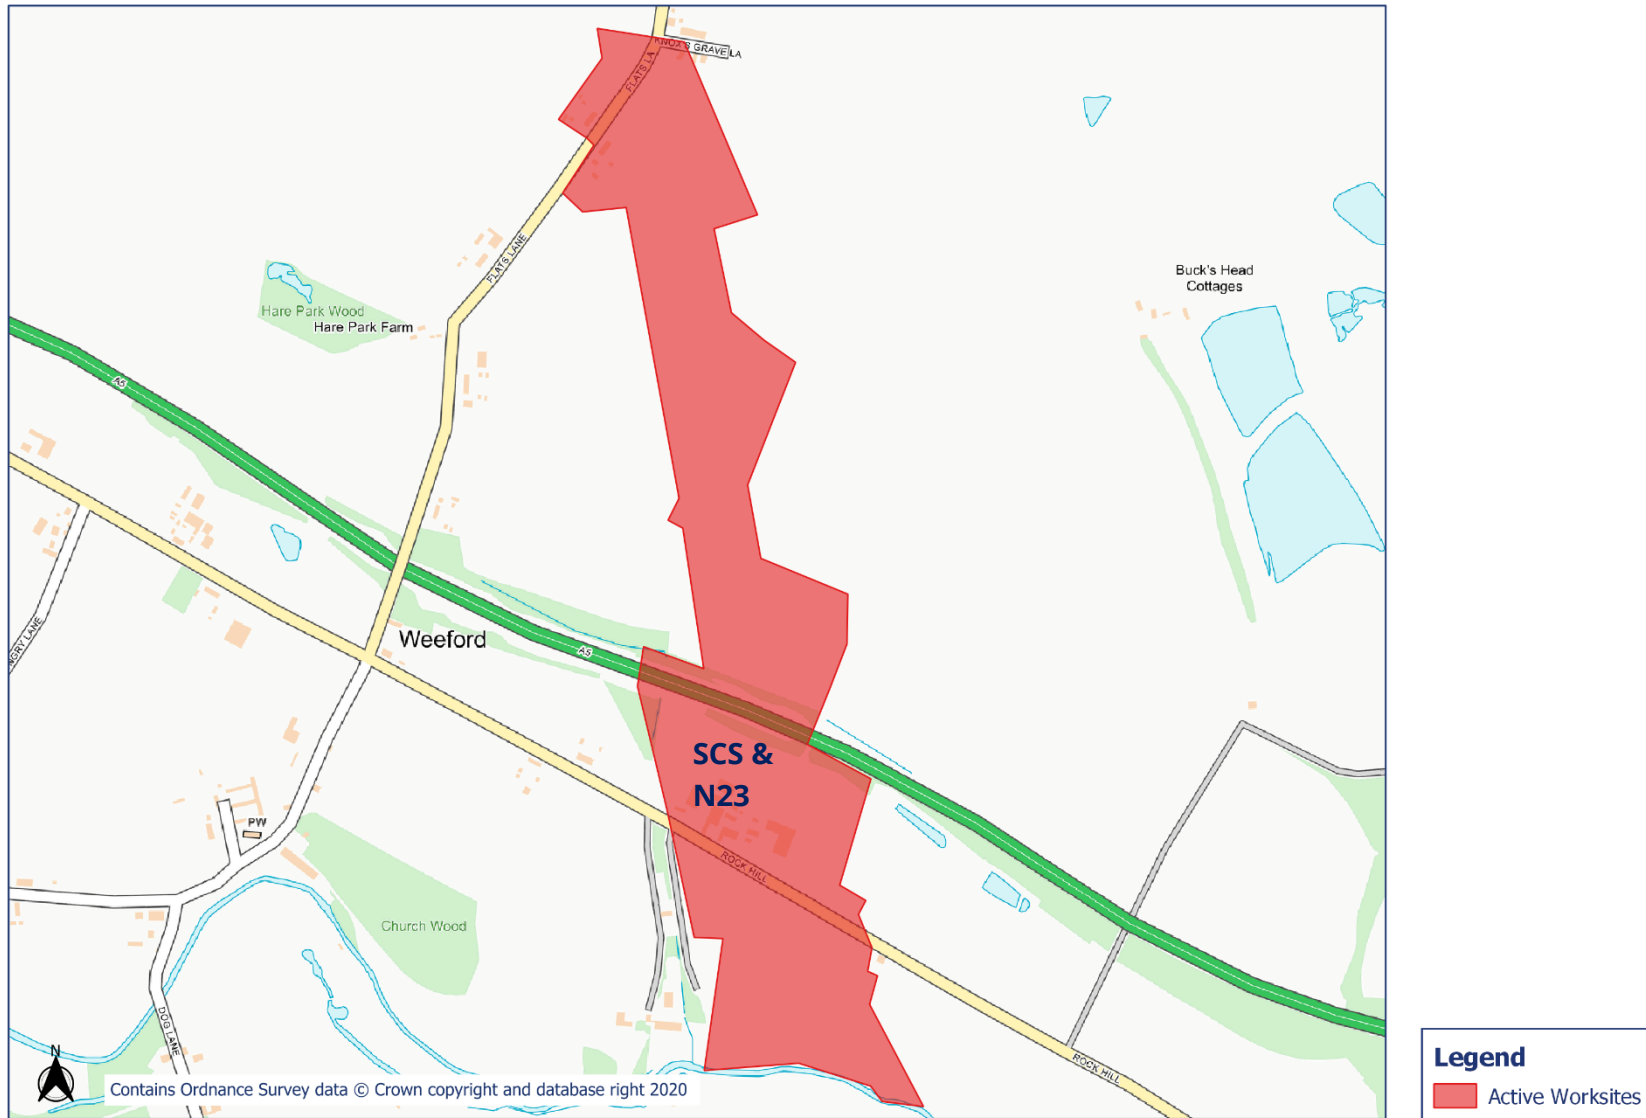 KNOX'S GRAVE LA
FLATS LA
FLATS LANE
Buck's Head
Cottages
Hare Park Wood
Hare Park Farm
A5
Weeford
A5
NGRY LANE
SCS &
N23
PW
ROCK HILL
Church Wood
DOG LANE
ROCK HILL
N
Contains Ordnance Survey data © Crown copyright and database right 2020
Legend
Active Worksites